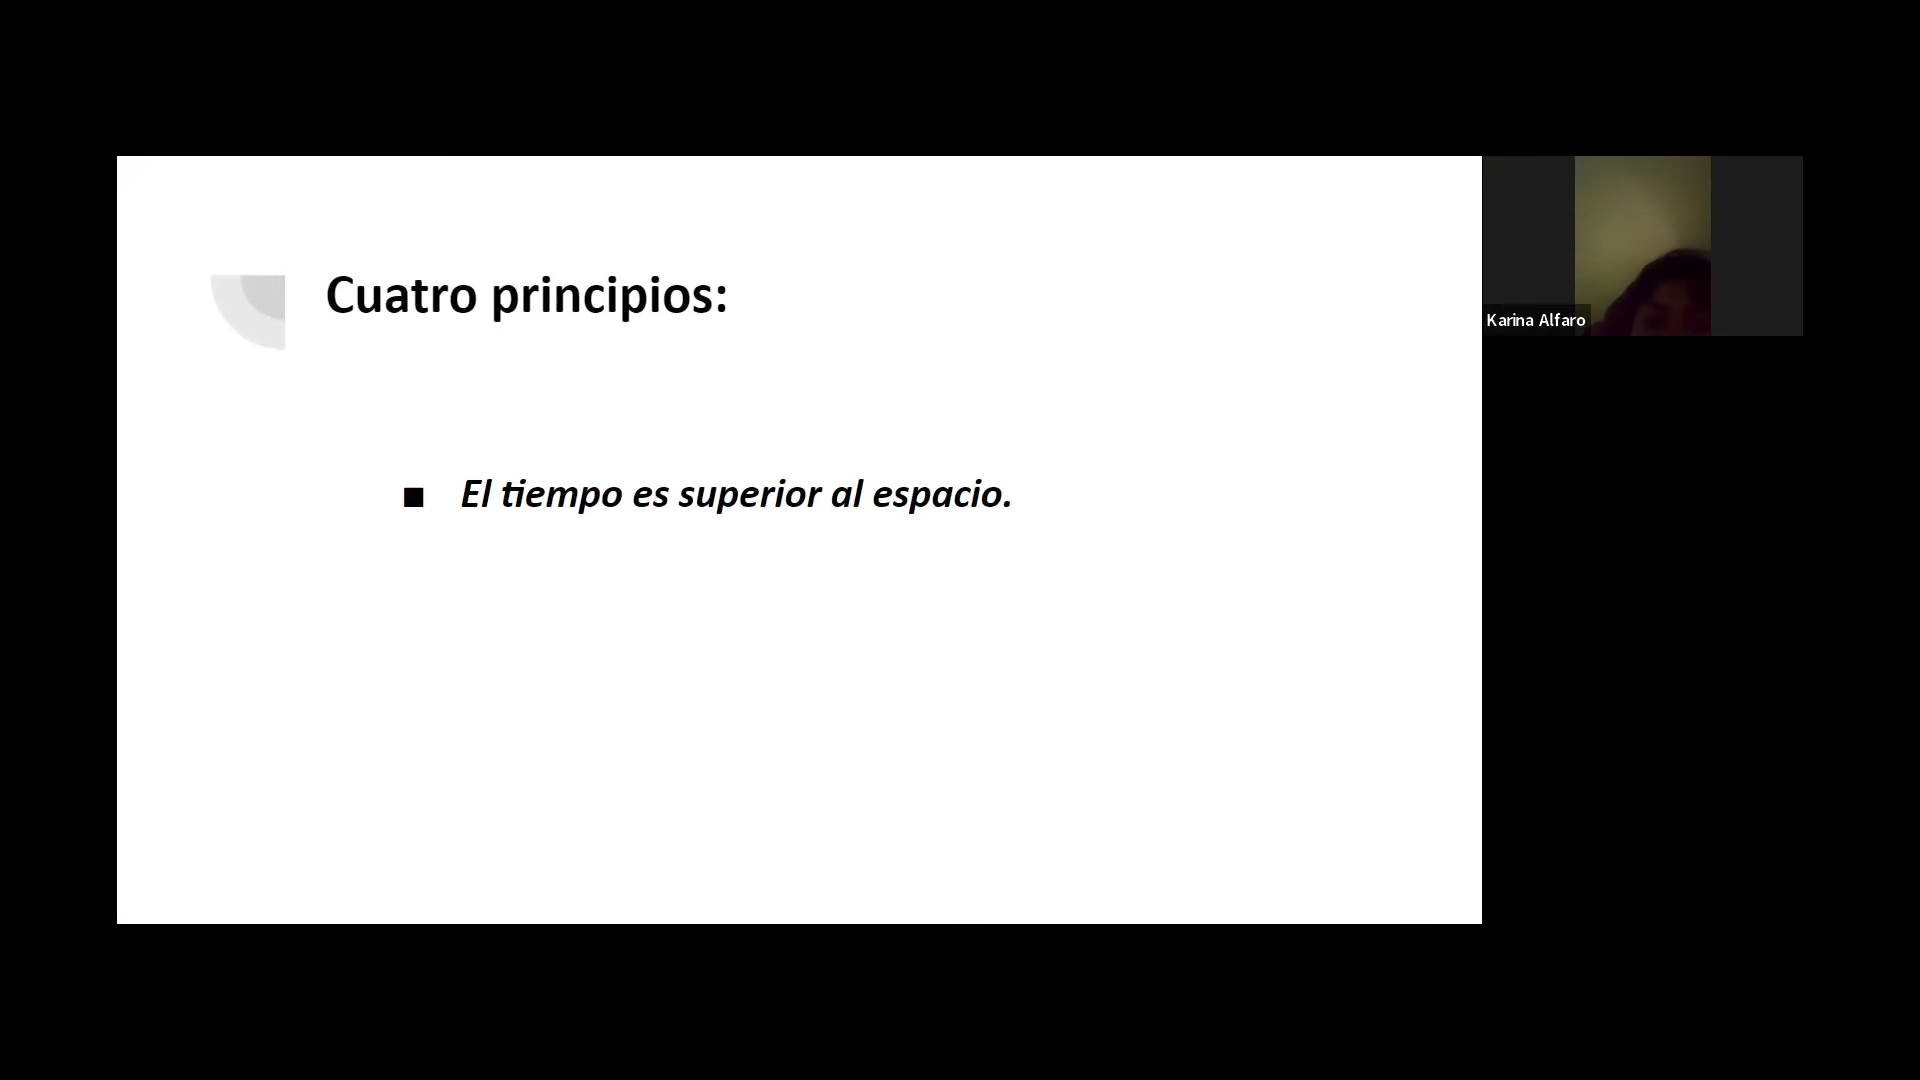 Cuatro principios:
Karina Alfaro
■ El tiempo es superior al espacio.